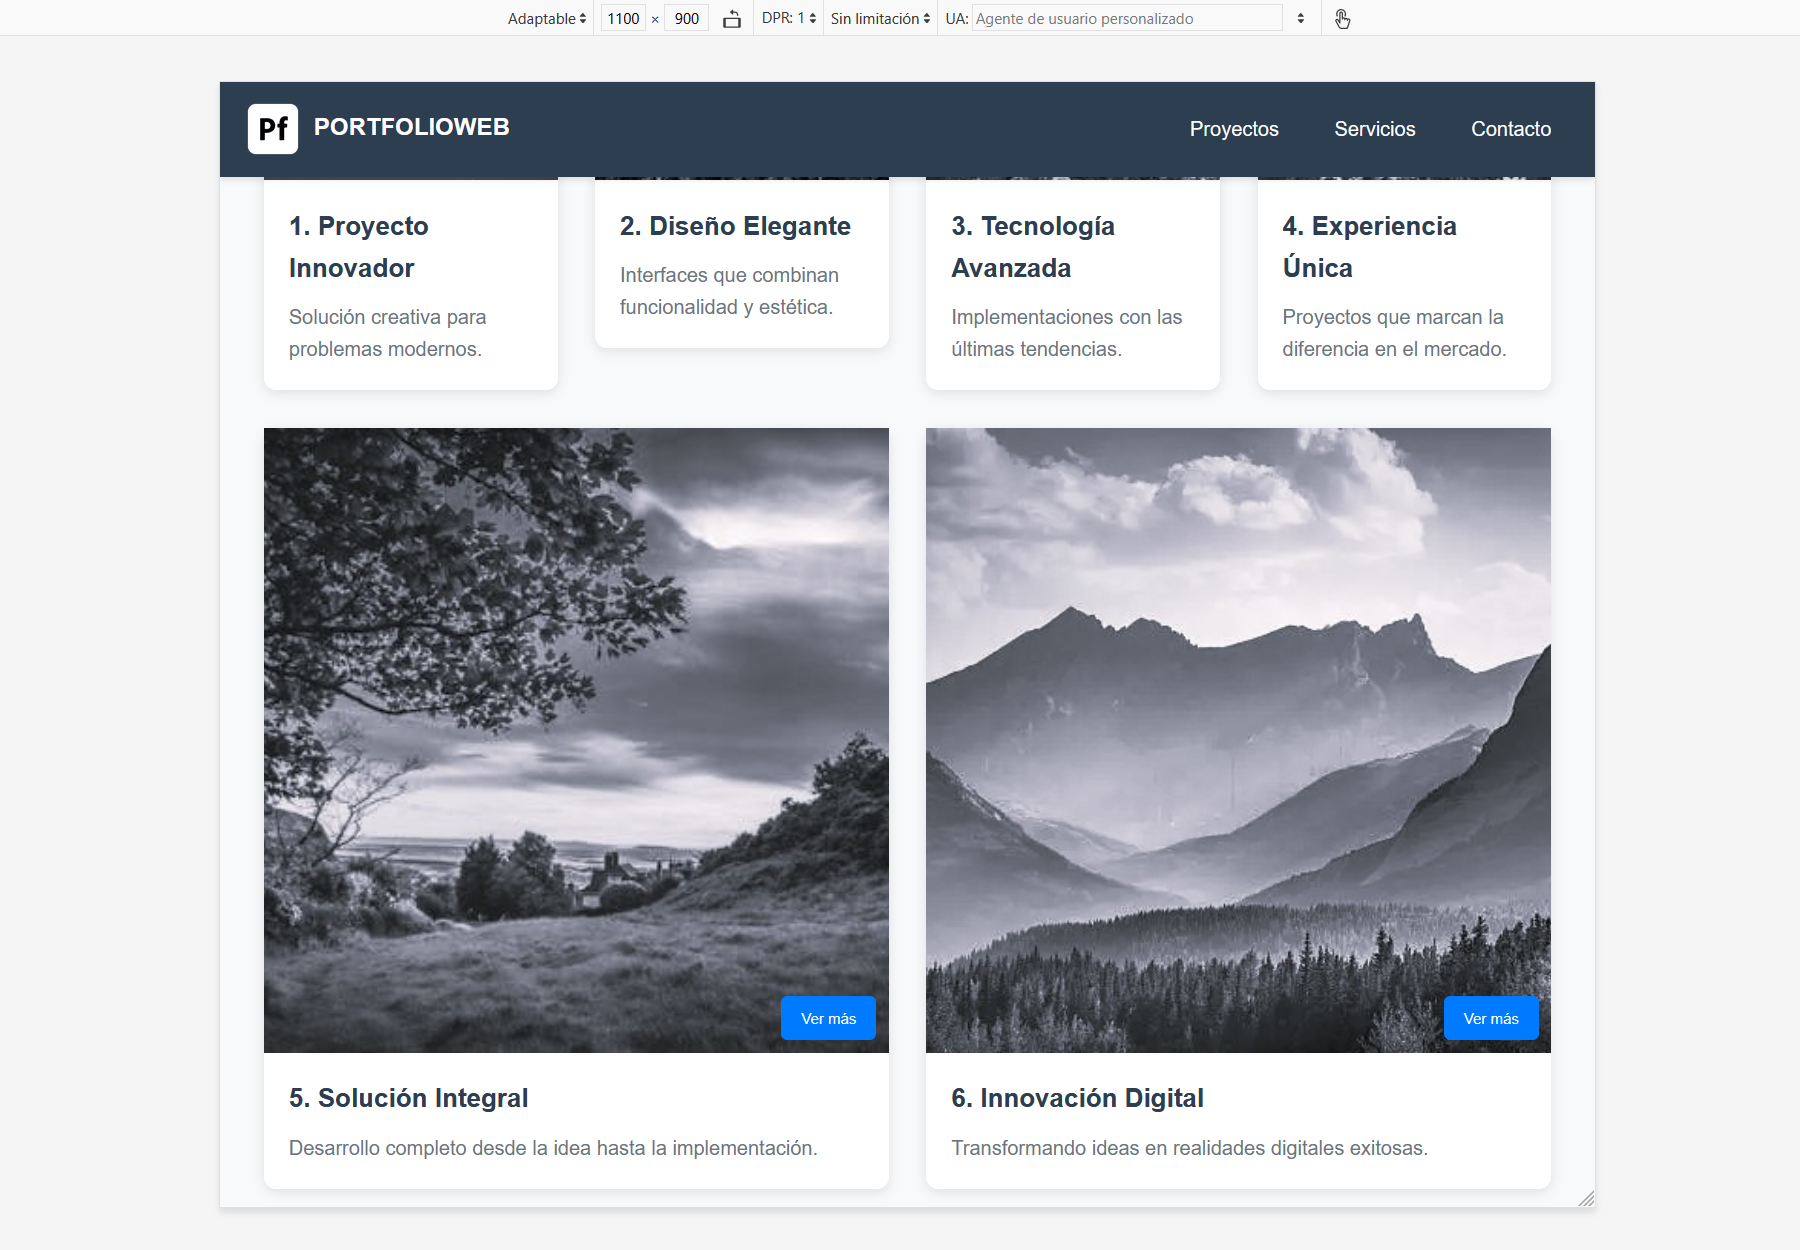 Adaptable 1100 × 900 DPR: 1 Sin limitación UA: Agente de usuario personalizado
Pf PORTFOLIOWEB Proyectos Servicios Contacto
1. Proyecto
Innovador
Solución creativa para
problemas modernos.
2. Diseño Elegante
Interfaces que combinan
funcionalidad y estética.
3. Tecnología
Avanzada
Implementaciones con las
últimas tendencias.
4. Experiencia
Única
Proyectos que marcan la
diferencia en el mercado.
Ver más
5. Solución Integral
Desarrollo completo desde la idea hasta la implementación.
Ver más
6. Innovación Digital
Transformando ideas en realidades digitales exitosas.